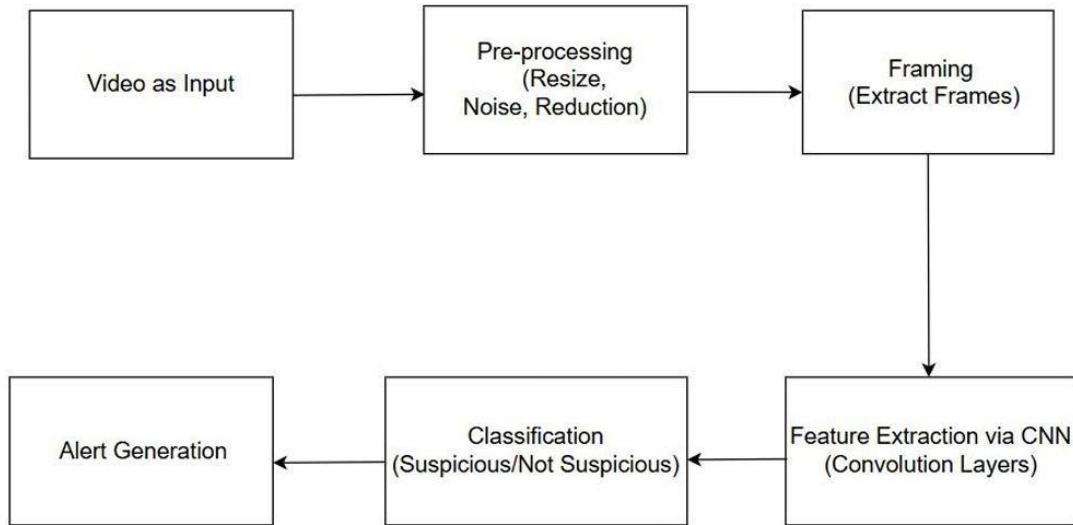 Video as Input
Pre-processing
(Resize,
Noise, Reduction)
Framing
(Extract Frames)
Feature Extraction via CNN
(Convolution Layers)
Classification
(Suspicious/Not Suspicious)
Alert Generation